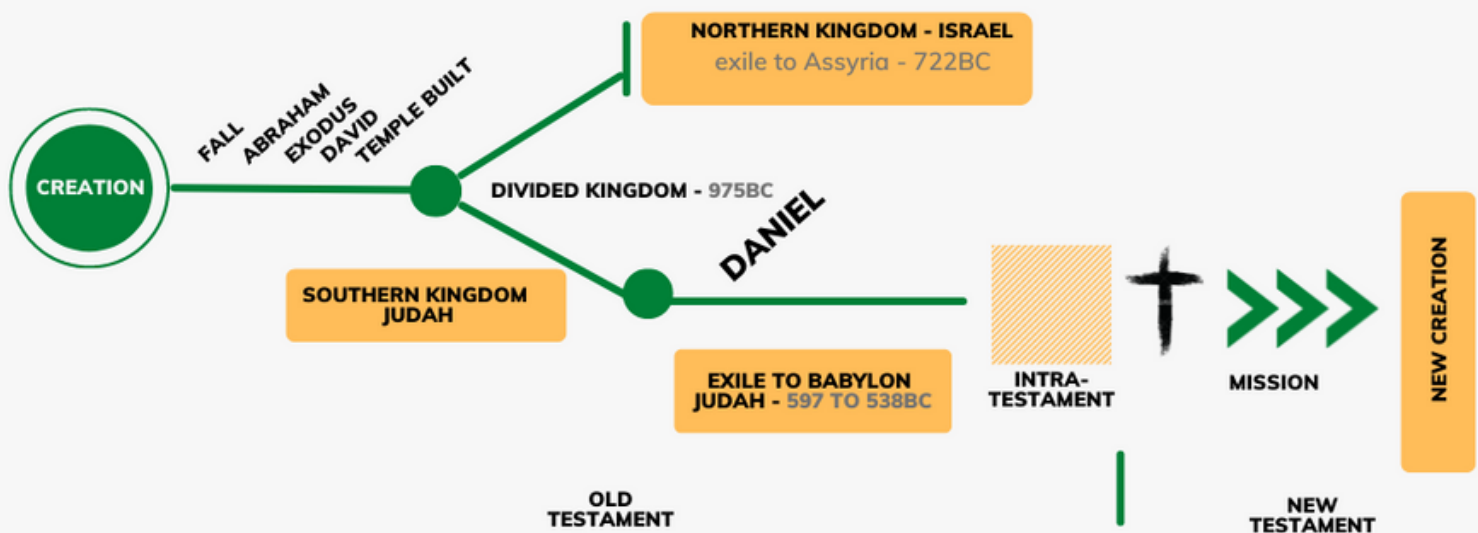 CREATION
FALL
ABRAHAM
EXODUS
DAVID
TEMPLE BUILT
NORTHERN KINGDOM - ISRAEL
exile to Assyria - 722BC
DIVIDED KINGDOM - 975BC
SOUTHERN KINGDOM
JUDAH
DANIEL
EXILE TO BABYLON
JUDAH - 597 TO 538BC
INTRA-
TESTAMENT
MISSION
NEW CREATION
OLD
TESTAMENT
NEW
TESTAMENT